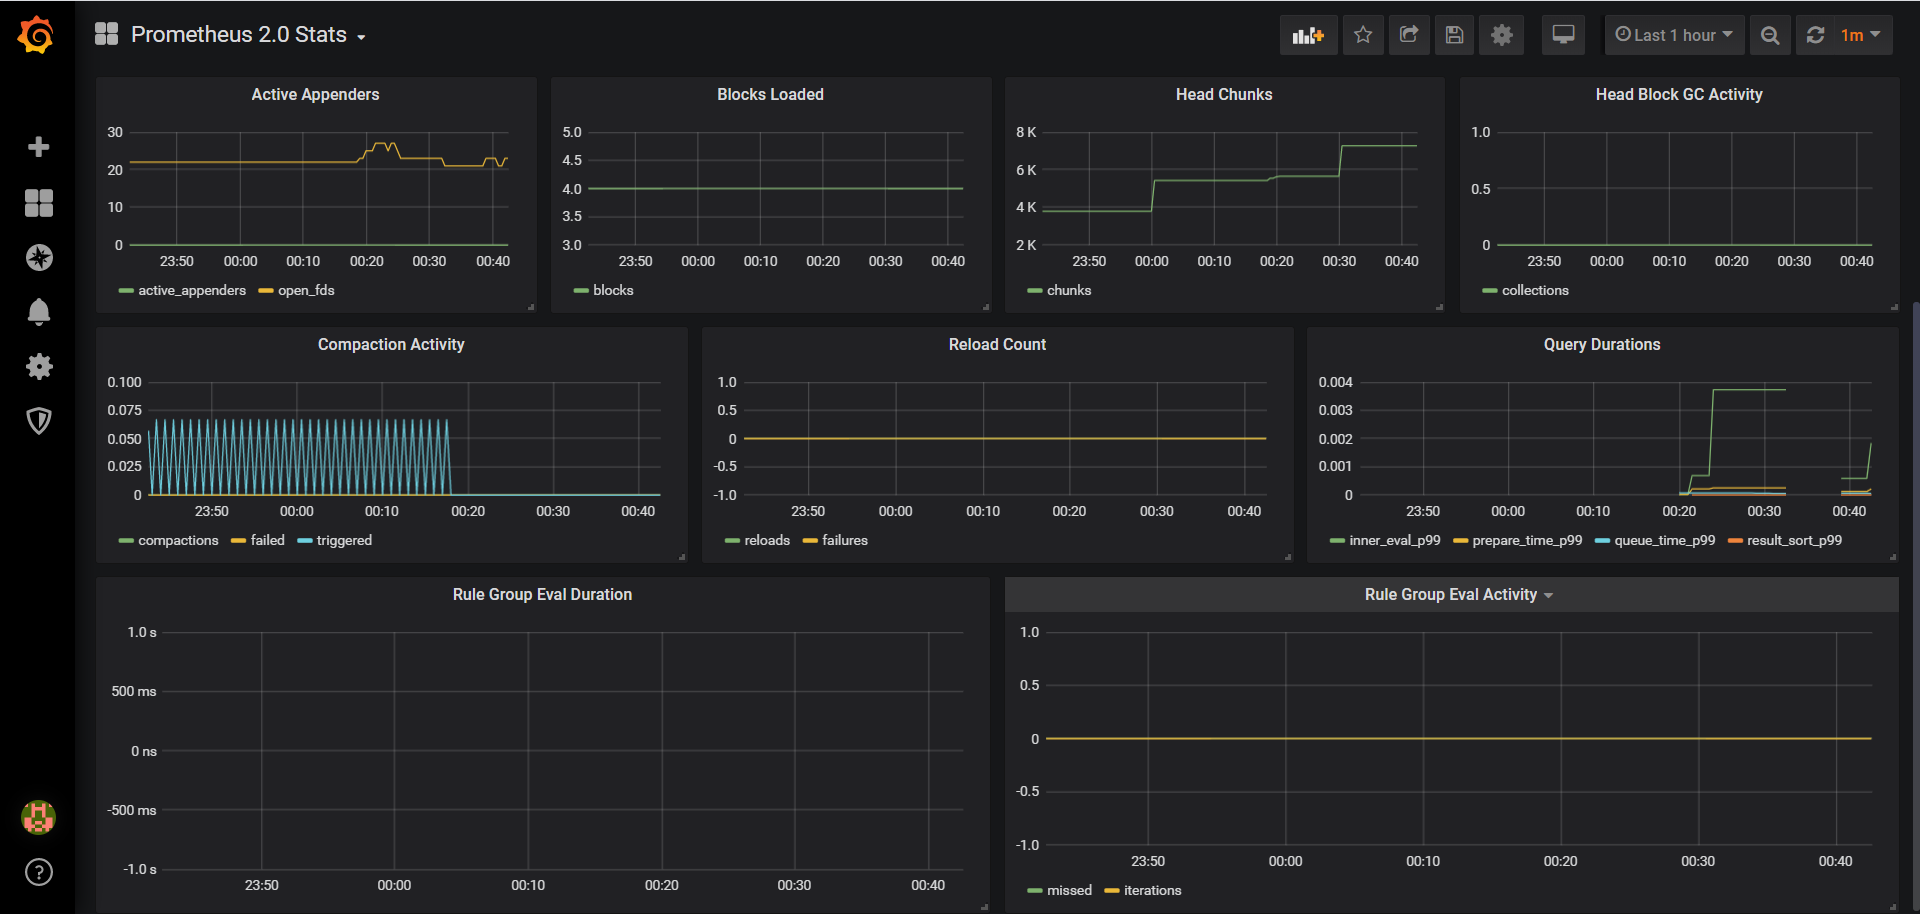 Prometheus 2.0 Stats
Last 1 hour
1m
Active Appenders
30
20
10
0
23:50 00:00 00:10 00:20 00:30 00:40
active_appenders open_fds
Blocks Loaded
5.0
4.5
4.0
3.5
3.0
23:50 00:00 00:10 00:20 00:30 00:40
blocks
Head Chunks
8 K
6 K
4 K
2 K
23:50 00:00 00:10 00:20 00:30 00:40
chunks
Head Block GC Activity
1.0
0.5
0
23:50 00:00 00:10 00:20 00:30 00:40
collections
Compaction Activity
0.100
0.075
0.050
0.025
0
23:50 00:00 00:10 00:20 00:30 00:40
compactions failed triggered
Reload Count
1.0
0.5
0
-0.5
-1.0
23:50 00:00 00:10 00:20 00:30 00:40
reloads failures
Query Durations
0.004
0.003
0.002
0.001
0
23:50 00:00 00:10 00:20 00:30 00:40
inner_eval_p99 prepare_time_p99 queue_time_p99 result_sort_p99
Rule Group Eval Duration
1.0 s
500 ms
0 ns
-500 ms
-1.0 s
23:50 00:00 00:10 00:20 00:30 00:40
Rule Group Eval Activity
1.0
0.5
0
-0.5
-1.0
23:50 00:00 00:10 00:20 00:30 00:40
missed iterations